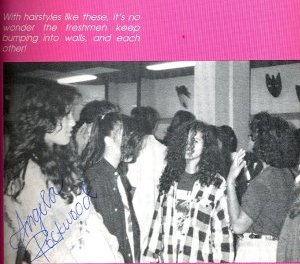 With hairstyles like these, it's no
wonder the freshmen keep
bumping into walls, and each
other!
Angela